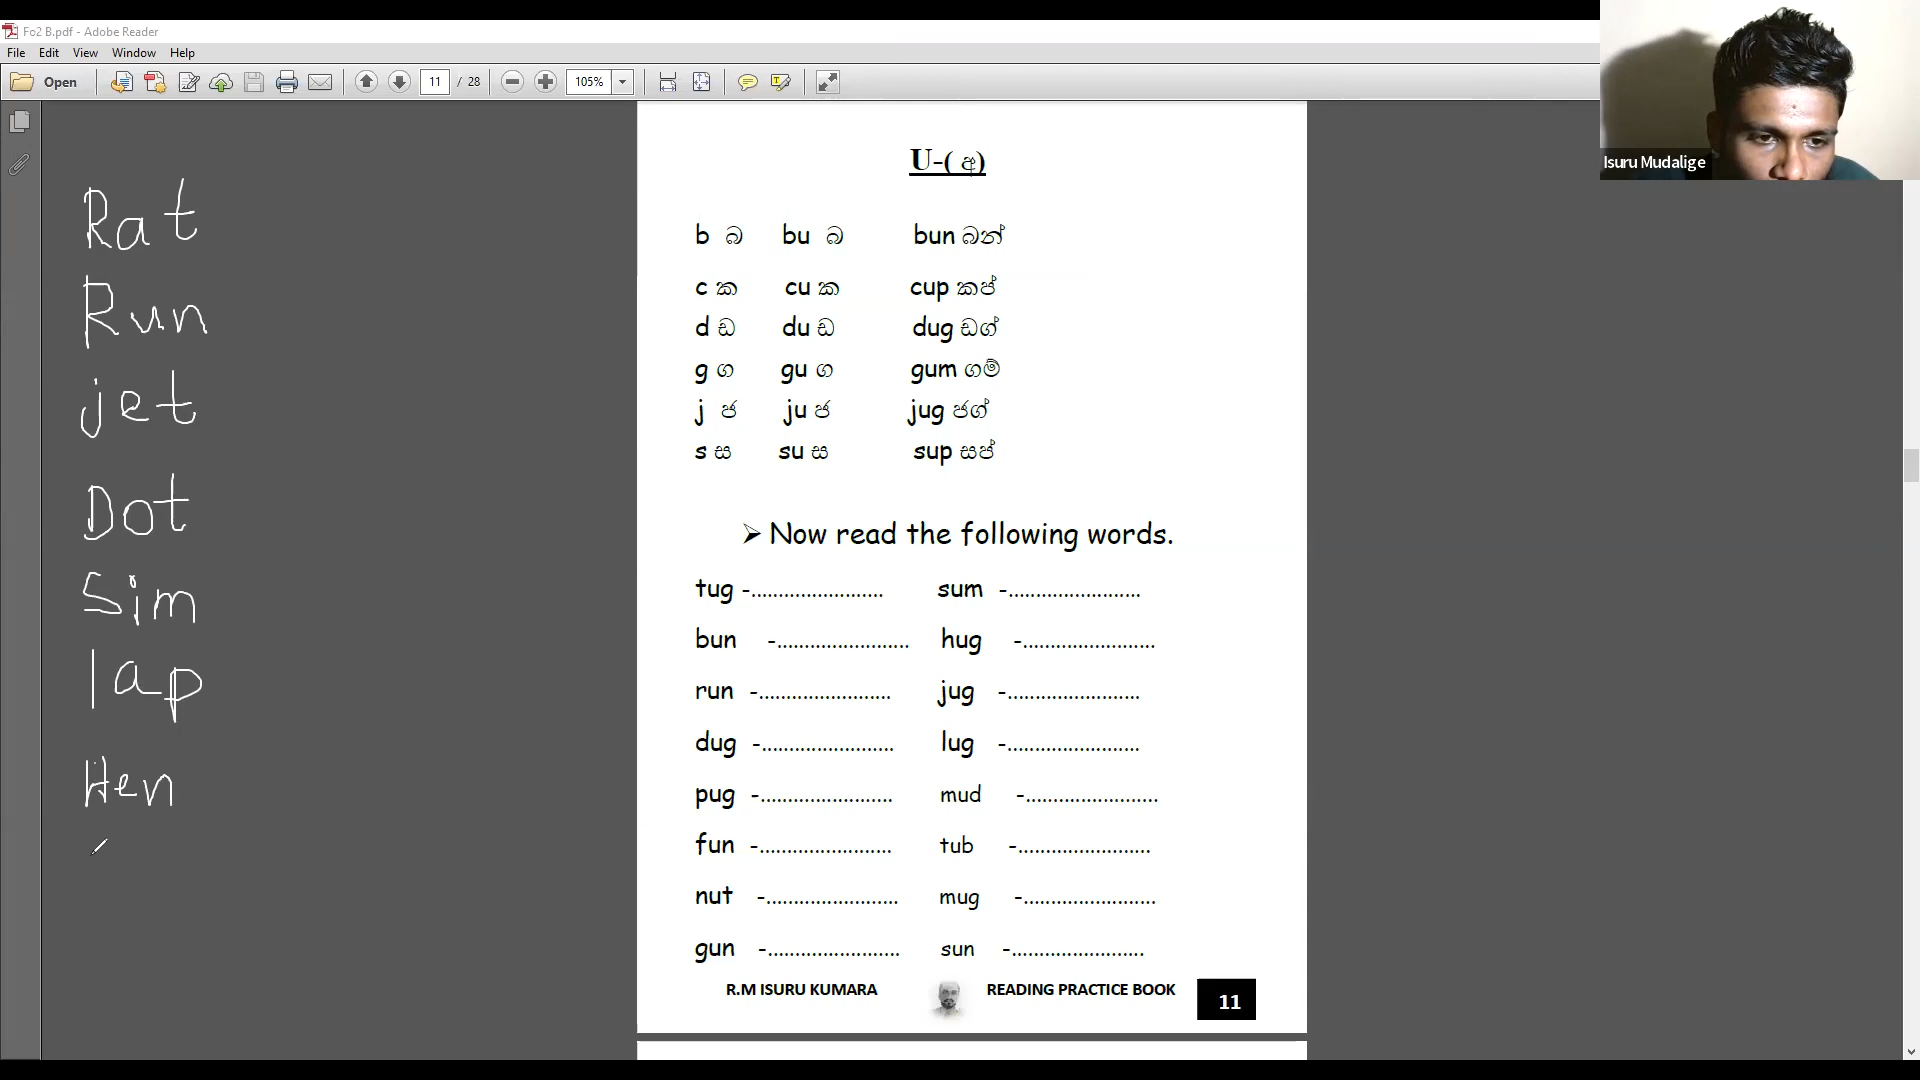 Fo2 B.pdf - Adobe Reader
File Edit View Window Help
Open 11 / 28 105%
Isuru Mudalige
Rat
Run
jet
Dot
Sim
lap
Hen
U-( අ)
b බ bu බ bun බන්
c ක cu ක cup කප්
d ඩ du ඩ dug ඩග්
g ග gu ග gum ගම්
j ජ ju ජ jug ජග්
s ස su ස sup සප්
➢ Now read the following words.
tug -........................ sum -........................
bun -........................ hug -........................
run -........................ jug -........................
dug -........................ lug -........................
pug -........................ mud -........................
fun -........................ tub -........................
nut -........................ mug -........................
gun -........................ sun -........................
R.M ISURU KUMARA READING PRACTICE BOOK 11